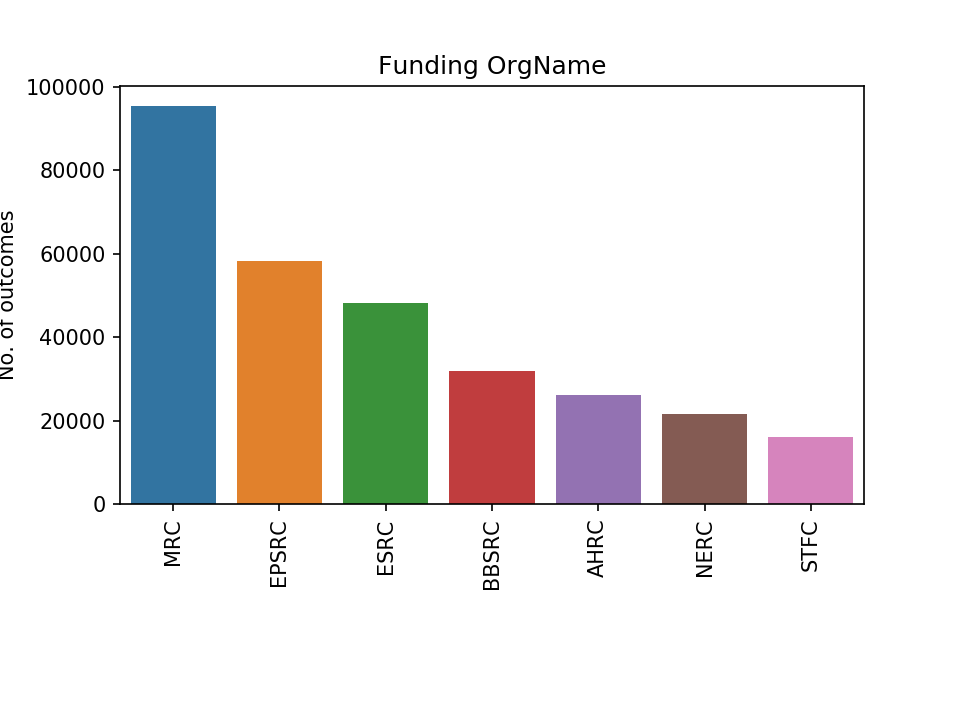 Funding OrgName
No. of outcomes
100000
80000
60000
40000
20000
0
MRC
EPSRC
ESRC
BBSRC
AHRC
NERC
STFC